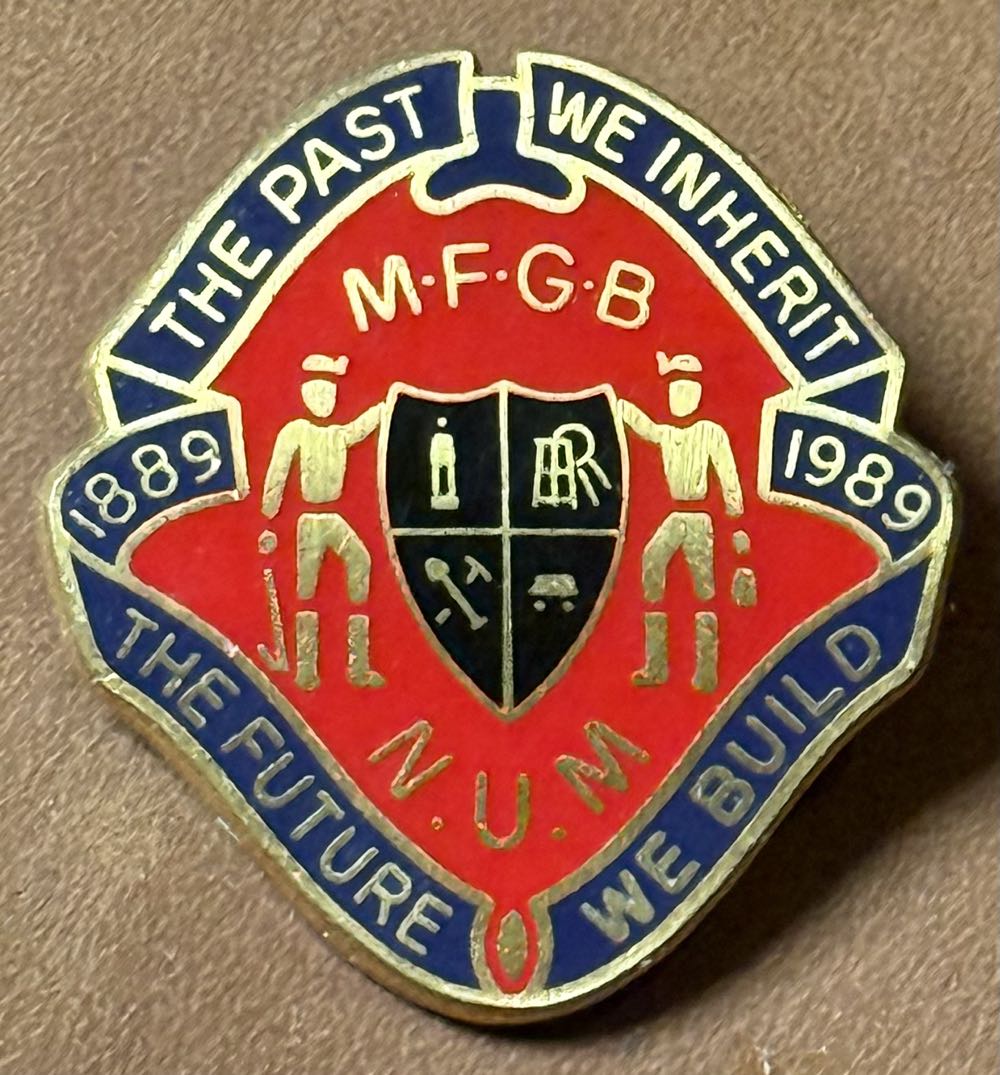 THE PAST WE INHERIT
M·F·G·B
1889 1989
N.U.M
THE FUTURE WE BUILD